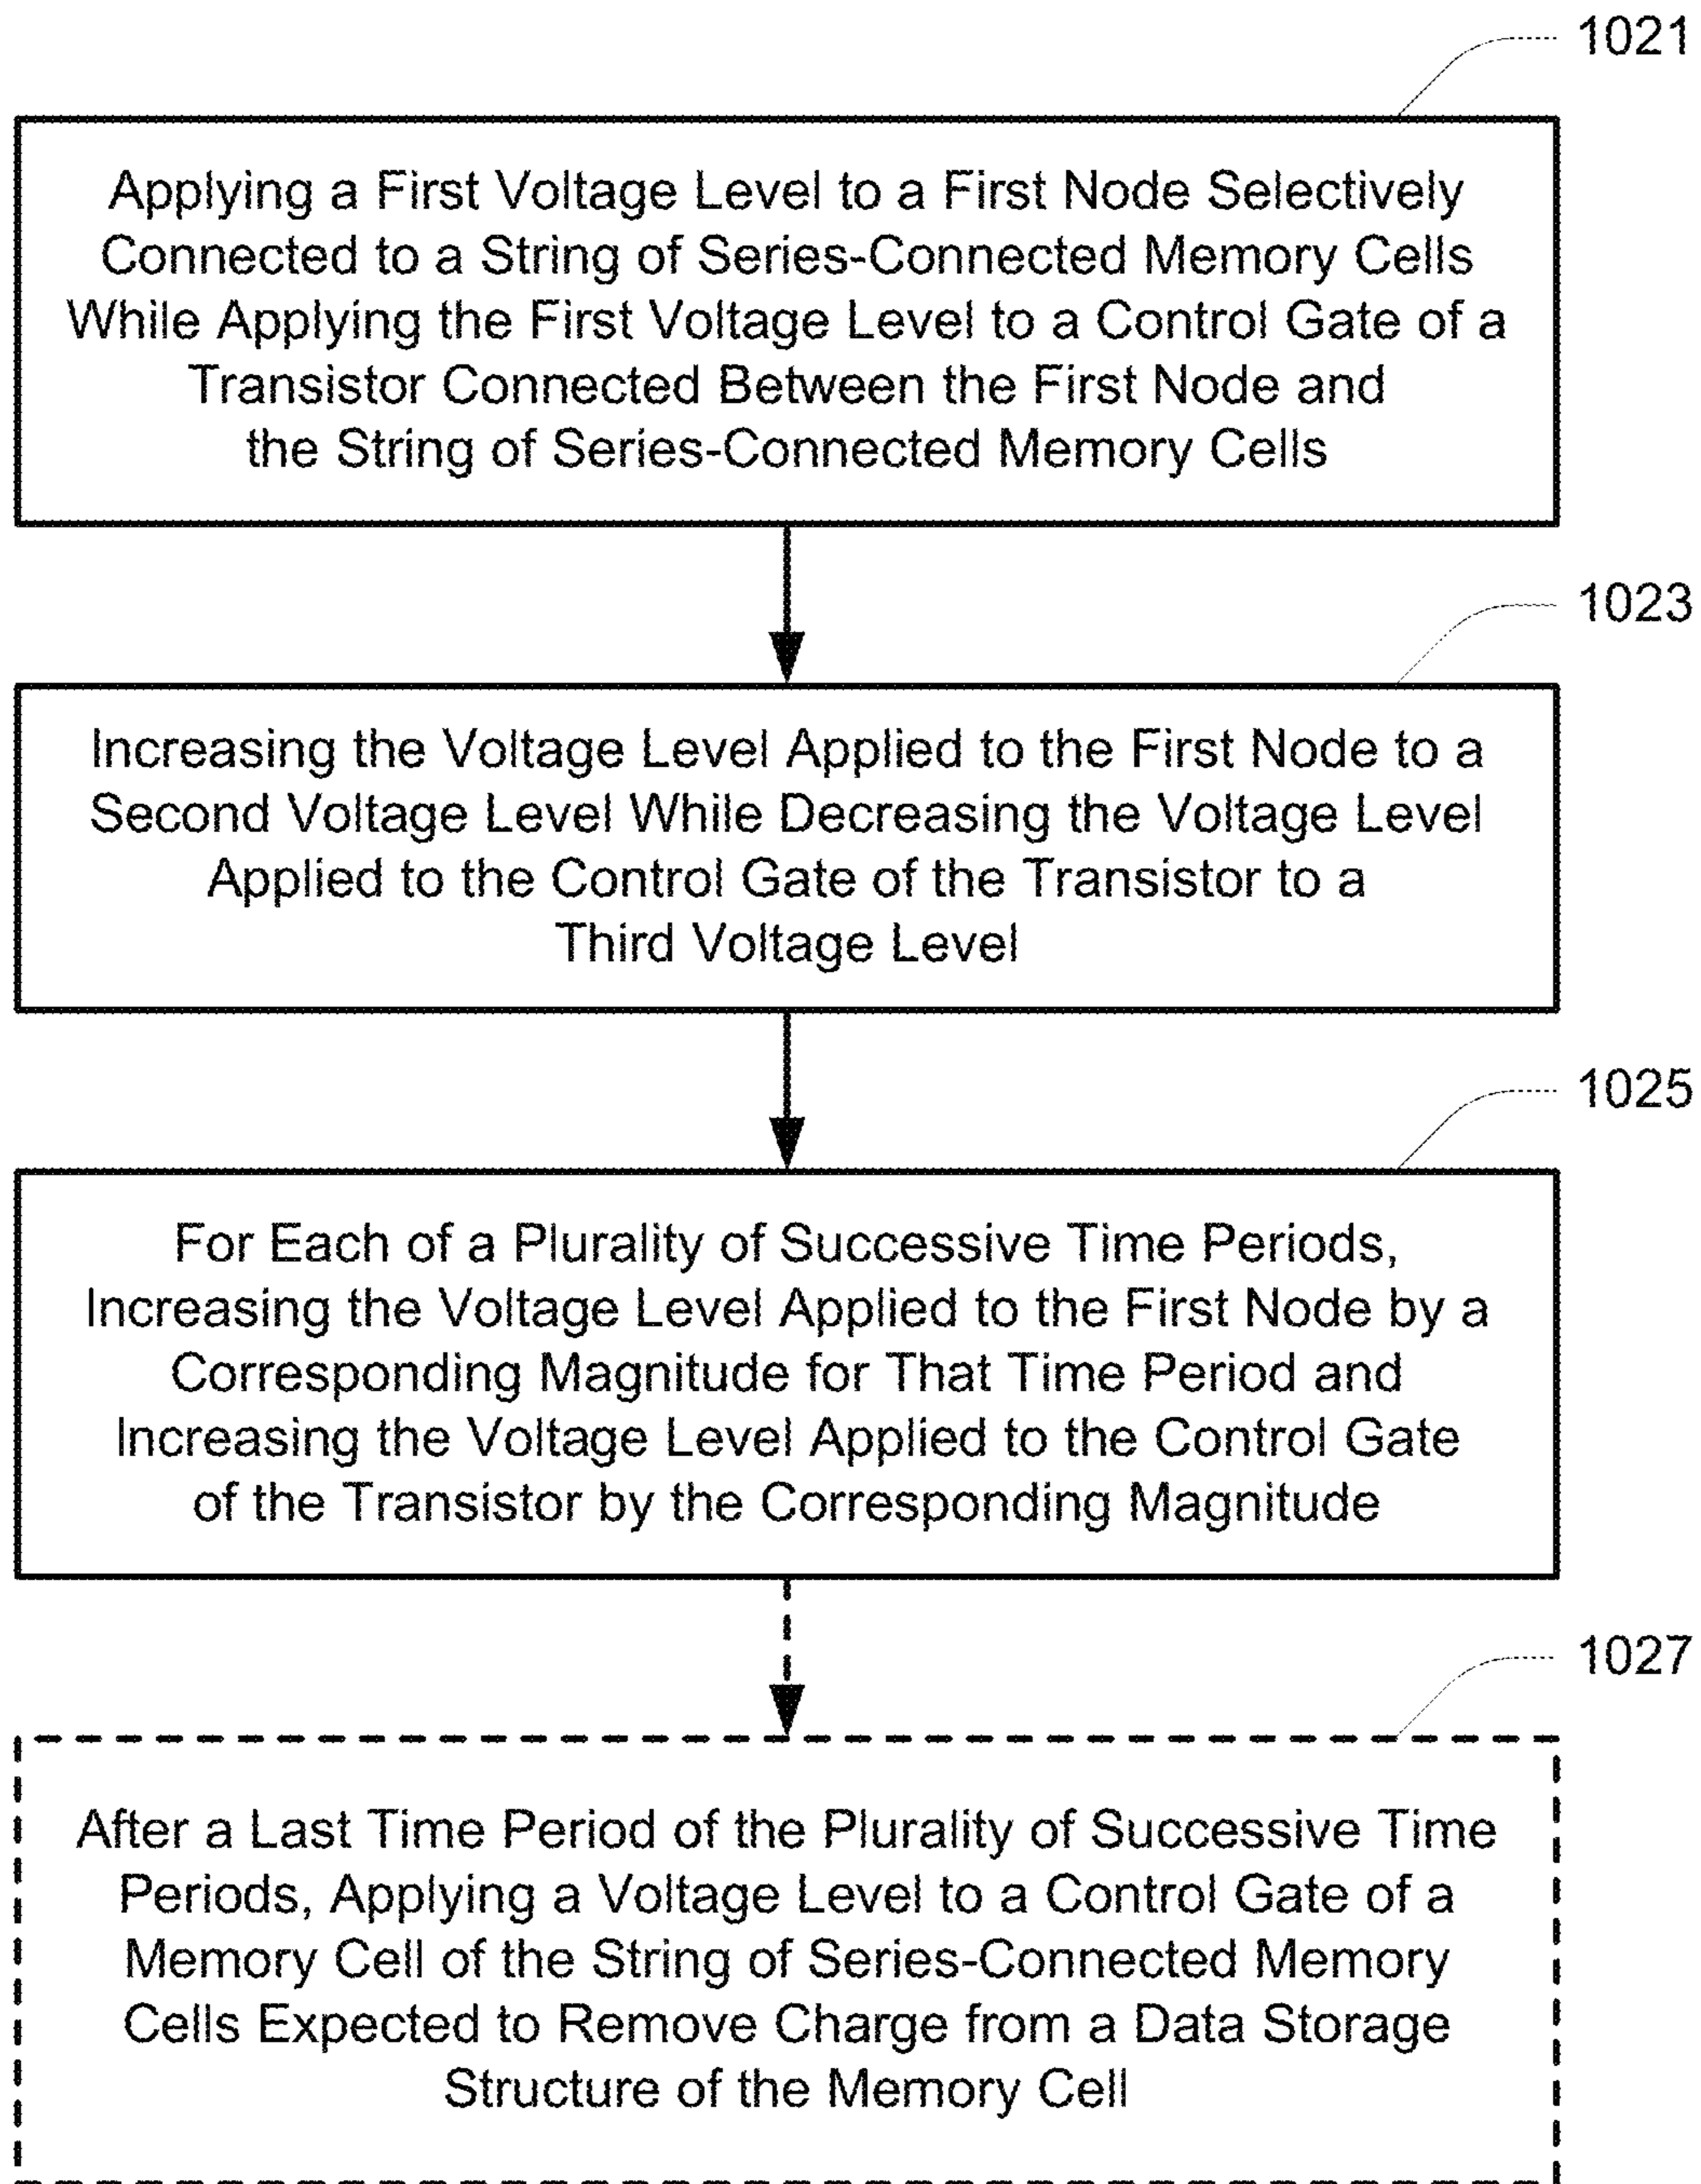 1021
Applying a First Voltage Level to a First Node Selectively
Connected to a String of Series-Connected Memory Cells
While Applying the First Voltage Level to a Control Gate of a
Transistor Connected Between the First Node and
the String of Series-Connected Memory Cells
1023
Increasing the Voltage Level Applied to the First Node to a
Second Voltage Level While Decreasing the Voltage Level
Applied to the Control Gate of the Transistor to a
Third Voltage Level
1025
For Each of a Plurality of Successive Time Periods,
Increasing the Voltage Level Applied to the First Node by a
Corresponding Magnitude for That Time Period and
Increasing the Voltage Level Applied to the Control Gate
of the Transistor by the Corresponding Magnitude
1027
After a Last Time Period of the Plurality of Successive Time
Periods, Applying a Voltage Level to a Control Gate of a
Memory Cell of the String of Series-Connected Memory
Cells Expected to Remove Charge from a Data Storage
Structure of the Memory Cell